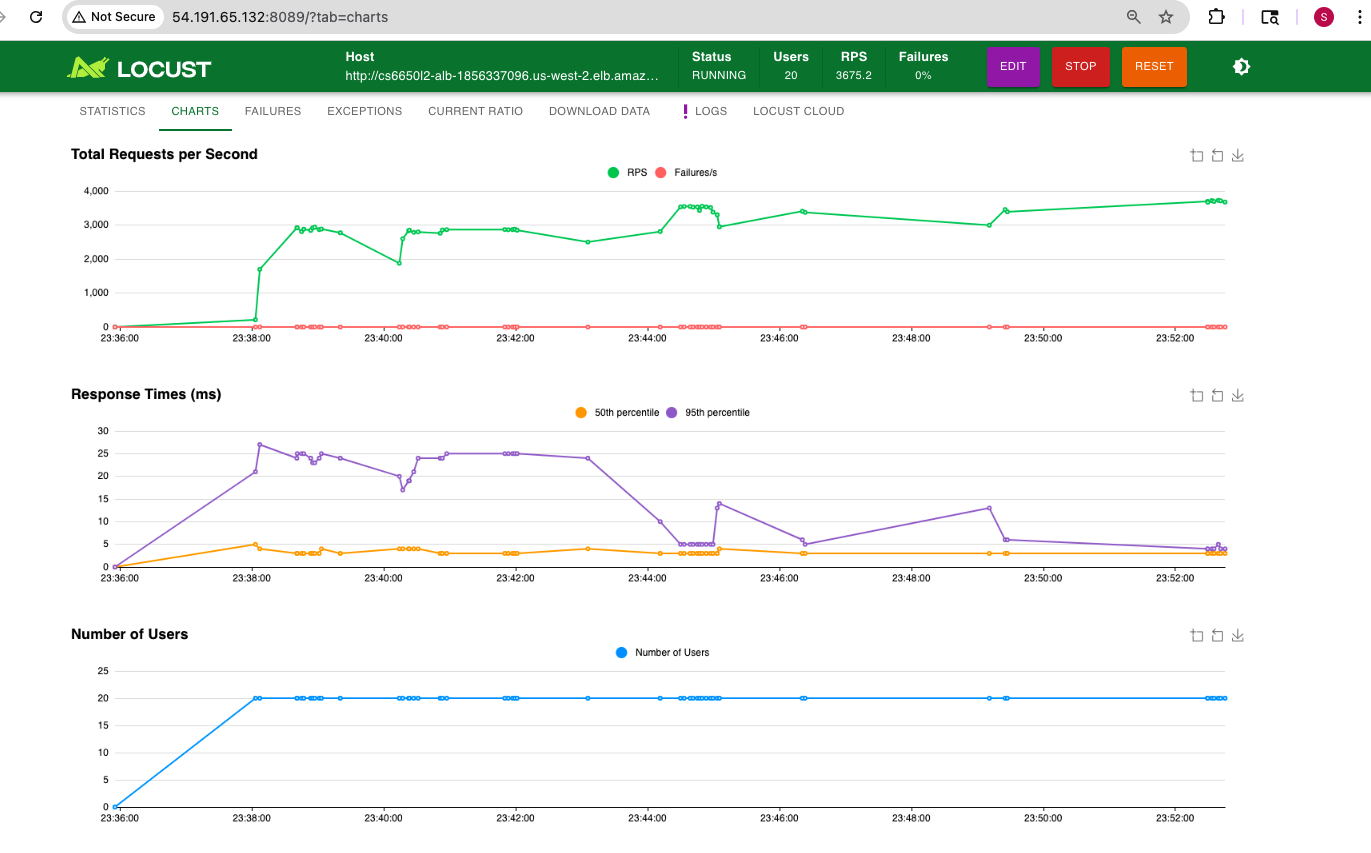 Not Secure 54.191.65.132:8089/?tab=charts S
LOCUST
Host
http://cs6650l2-alb-1856337096.us-west-2.elb.amaz...
Status
RUNNING
Users
20
RPS
3675.2
Failures
0%
EDIT
STOP
RESET
STATISTICS CHARTS FAILURES EXCEPTIONS CURRENT RATIO DOWNLOAD DATA LOGS LOCUST CLOUD
Total Requests per Second
RPS Failures/s
4,000
3,000
2,000
1,000
0
23:36:00 23:38:00 23:40:00 23:42:00 23:44:00 23:46:00 23:48:00 23:50:00 23:52:00
Response Times (ms)
50th percentile 95th percentile
30
25
20
15
10
5
0
23:36:00 23:38:00 23:40:00 23:42:00 23:44:00 23:46:00 23:48:00 23:50:00 23:52:00
Number of Users
Number of Users
25
20
15
10
5
0
23:36:00 23:38:00 23:40:00 23:42:00 23:44:00 23:46:00 23:48:00 23:50:00 23:52:00